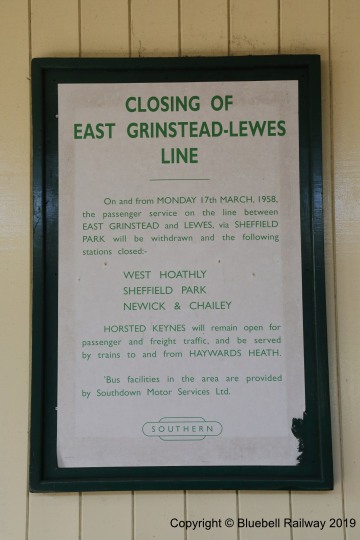 CLOSING OF
EAST GRINSTEAD-LEWES
LINE
On and from MONDAY 17th MARCH, 1958,
the passenger service on the line between
EAST GRINSTEAD and LEWES, via SHEFFIELD
PARK will be withdrawn and the following
stations closed:-
WEST HOATHLY
SHEFFIELD PARK
NEWICK & CHAILEY
HORSTED KEYNES will remain open for
passenger and freight traffic, and be served
by trains to and from HAYWARDS HEATH.
'Bus facilities in the area are provided
by Southdown Motor Services Ltd.
SOUTHERN
Copyright © Bluebell Railway 2019